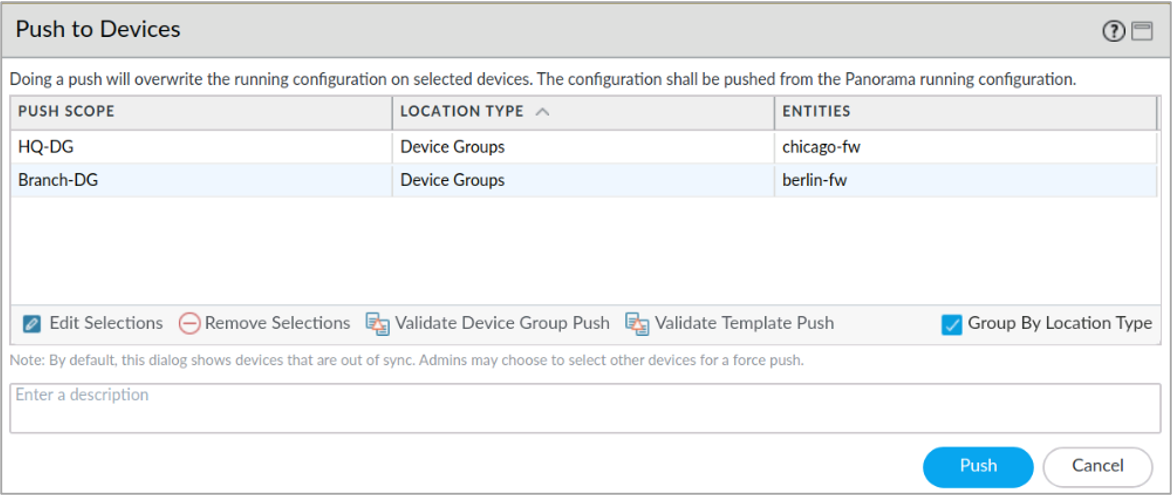 Push to Devices
Doing a push will overwrite the running configuration on selected devices. The configuration shall be pushed from the Panorama running configuration.
PUSH SCOPE LOCATION TYPE ENTITIES
HQ-DG Device Groups chicago-fw
Branch-DG Device Groups berlin-fw
Edit Selections Remove Selections Validate Device Group Push Validate Template Push Group By Location Type
Note: By default, this dialog shows devices that are out of sync. Admins may choose to select other devices for a force push.
Enter a description
Push Cancel